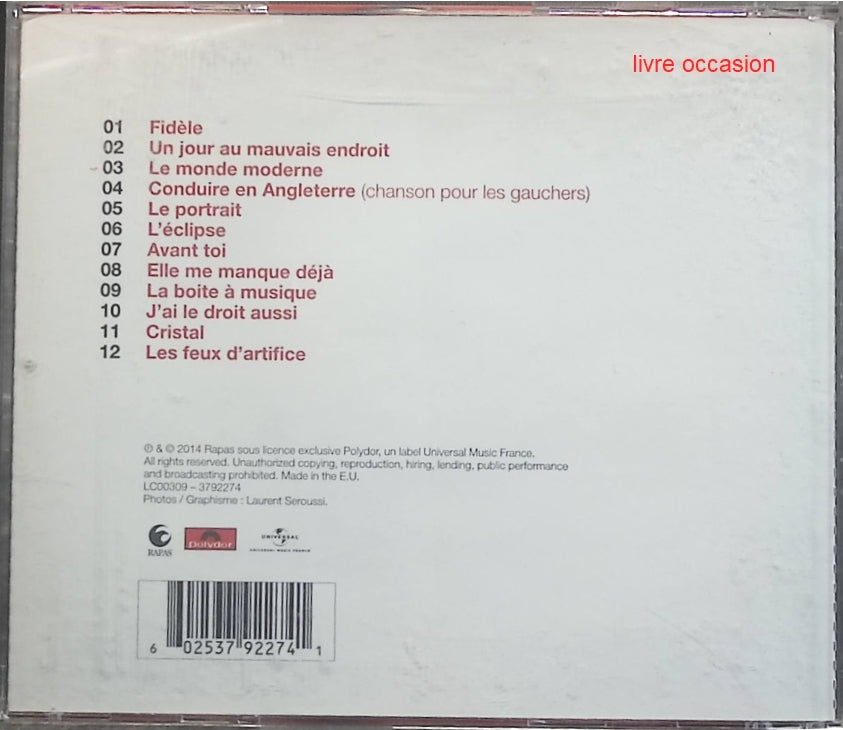 livre occasion
01 Fidèle
02 Un jour au mauvais endroit
03 Le monde moderne
04 Conduire en Angleterre (chanson pour les gauchers)
05 Le portrait
06 L'éclipse
07 Avant toi
08 Elle me manque déjà
09 La boite à musique
10 J'ai le droit aussi
11 Cristal
12 Les feux d'artifice
℗ & © 2014 Rapas sous licence exclusive Polydor, un label Universal Music France.
All rights reserved. Unauthorized copying, reproduction, hiring, lending, public performance
and broadcasting prohibited. Made in the E.U.
LC00309 – 3792274
Photos / Graphisme : Laurent Seroussi.
RAPAS Polydor UNIVERSAL
UNIVERSAL MUSIC FRANCE
6 02537 92274 1